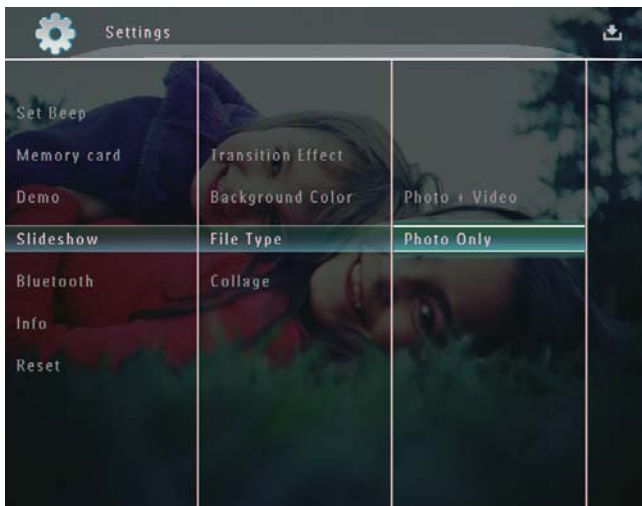 Settings
Set Beep
Memory card
Demo
Slideshow
Bluetooth
Info
Reset
Transition Effect
Background Color
File Type
Collage
Photo + Video
Photo Only